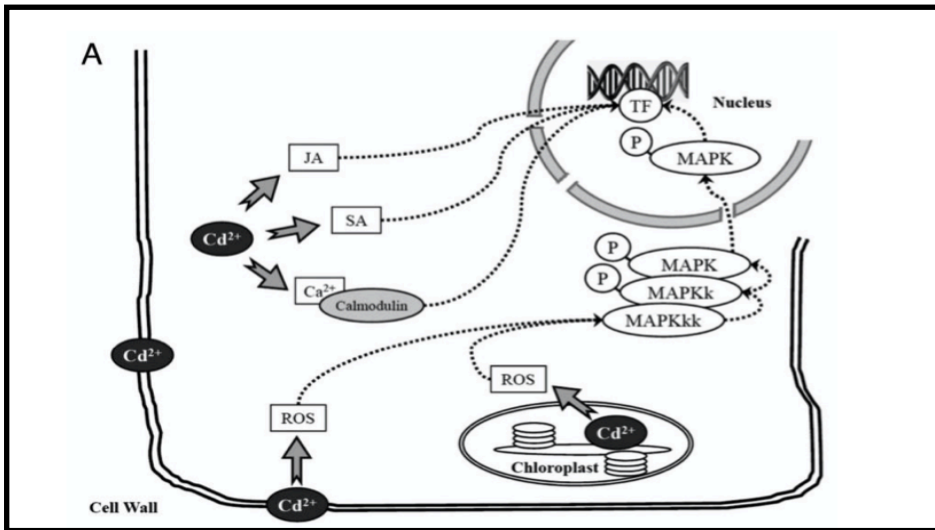 A
Nucleus
TF
P
MAPK
JA
SA
Cd²⁺
Ca²⁺
Calmodulin
P
MAPK
P
MAPKk
MAPKkk
Cd²⁺
ROS
ROS
Cd²⁺
Chloroplast
Cell Wall
Cd²⁺